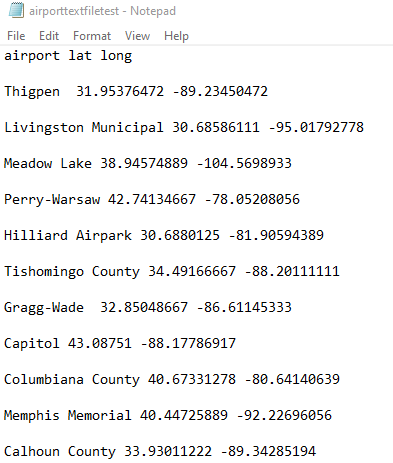 airporttextfiletest - Notepad
File Edit Format View Help
airport lat long
Thigpen  31.95376472 -89.23450472
Livingston Municipal 30.68586111 -95.01792778
Meadow Lake 38.94574889 -104.5698933
Perry-Warsaw 42.74134667 -78.05208056
Hilliard Airpark 30.6880125 -81.90594389
Tishomingo County 34.49166667 -88.20111111
Gragg-Wade  32.85048667 -86.61145333
Capitol 43.08751 -88.17786917
Columbiana County 40.67331278 -80.64140639
Memphis Memorial 40.44725889 -92.22696056
Calhoun County 33.93011222 -89.34285194